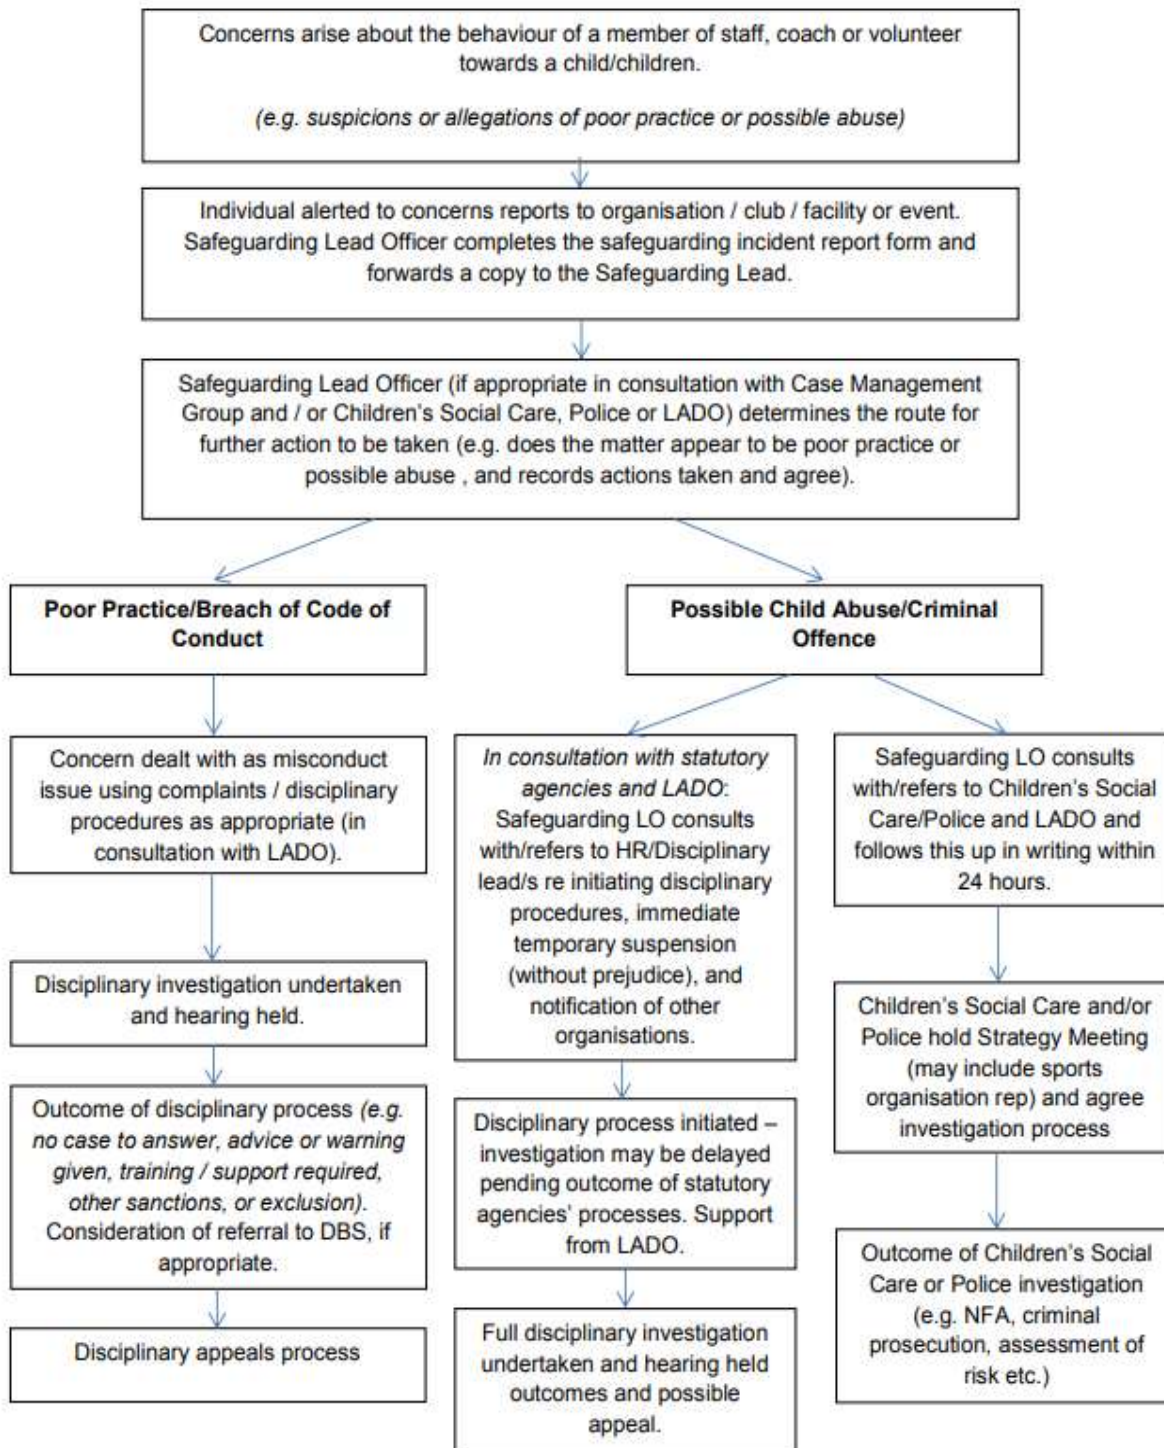 Concerns arise about the behaviour of a member of staff, coach or volunteer
towards a child/children.
(e.g. suspicions or allegations of poor practice or possible abuse)
Individual alerted to concerns reports to organisation / club / facility or event.
Safeguarding Lead Officer completes the safeguarding incident report form and
forwards a copy to the Safeguarding Lead.
Safeguarding Lead Officer (if appropriate in consultation with Case Management
Group and / or Children's Social Care, Police or LADO) determines the route for
further action to be taken (e.g. does the matter appear to be poor practice or
possible abuse , and records actions taken and agree).
Poor Practice/Breach of Code of
Conduct
Concern dealt with as misconduct
issue using complaints / disciplinary
procedures as appropriate (in
consultation with LADO).
Disciplinary investigation undertaken
and hearing held.
Outcome of disciplinary process (e.g.
no case to answer, advice or warning
given, training / support required,
other sanctions, or exclusion).
Consideration of referral to DBS, if
appropriate.
Disciplinary appeals process
Possible Child Abuse/Criminal
Offence
In consultation with statutory
agencies and LADO:
Safeguarding LO consults
with/refers to HR/Disciplinary
lead/s re initiating disciplinary
procedures, immediate
temporary suspension
(without prejudice), and
notification of other
organisations.
Disciplinary process initiated –
investigation may be delayed
pending outcome of statutory
agencies' processes. Support
from LADO.
Full disciplinary investigation
undertaken and hearing held
outcomes and possible
appeal.
Safeguarding LO consults
with/refers to Children's Social
Care/Police and LADO and
follows this up in writing within
24 hours.
Children's Social Care and/or
Police hold Strategy Meeting
(may include sports
organisation rep) and agree
investigation process
Outcome of Children's Social
Care or Police investigation
(e.g. NFA, criminal
prosecution, assessment of
risk etc.)